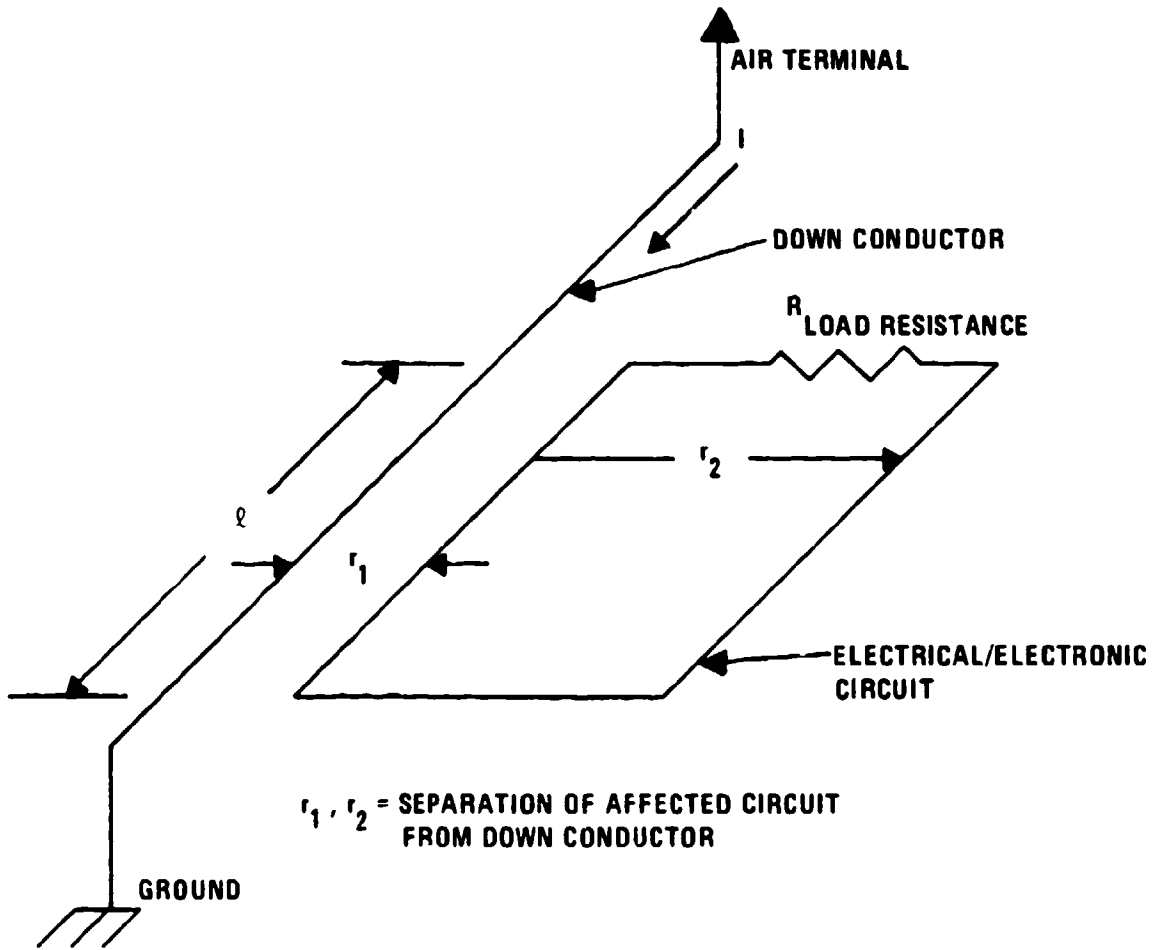 AIR TERMINAL
I
DOWN CONDUCTOR
R LOAD RESISTANCE
r2
ℓ
r1
ELECTRICAL/ELECTRONIC
CIRCUIT
r1, r2 = SEPARATION OF AFFECTED CIRCUIT
FROM DOWN CONDUCTOR
GROUND